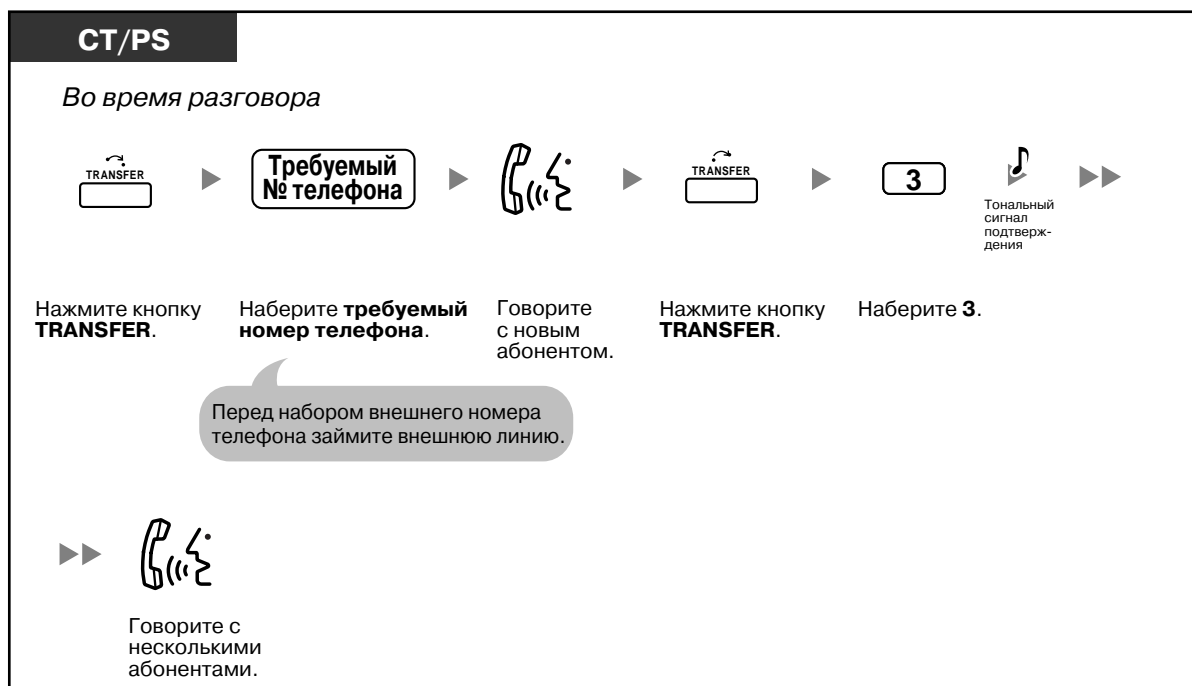 CT/PS
Во время разговора
TRANSFER
Требуемый
№ телефона
TRANSFER
3
Тональный
сигнал
подтверж-
дения
Нажмите кнопку
TRANSFER.
Наберите требуемый
номер телефона.
Говорите
с новым
абонентом.
Нажмите кнопку
TRANSFER.
Наберите 3.
Перед набором внешнего номера
телефона займите внешнюю линию.
Говорите с
несколькими
абонентами.